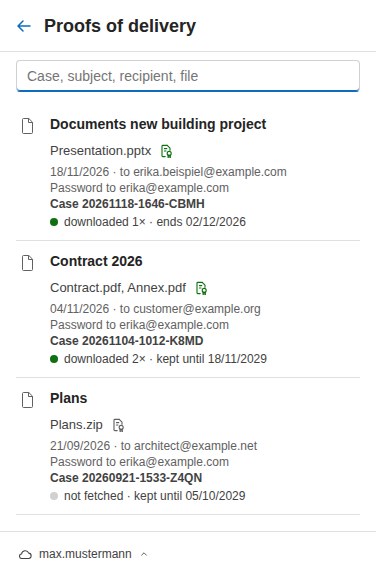 Proofs of delivery
Case, subject, recipient, file
Documents new building project
Presentation.pptx
18/11/2026 · to erika.beispiel@example.com
Password to erika@example.com
Case 20261118-1646-CBMH
downloaded 1× · ends 02/12/2026
Contract 2026
Contract.pdf, Annex.pdf
04/11/2026 · to customer@example.org
Password to erika@example.com
Case 20261104-1012-K8MD
downloaded 2× · kept until 18/11/2029
Plans
Plans.zip
21/09/2026 · to architect@example.net
Password to erika@example.com
Case 20260921-1533-Z4QN
not fetched · kept until 05/10/2029
max.mustermann